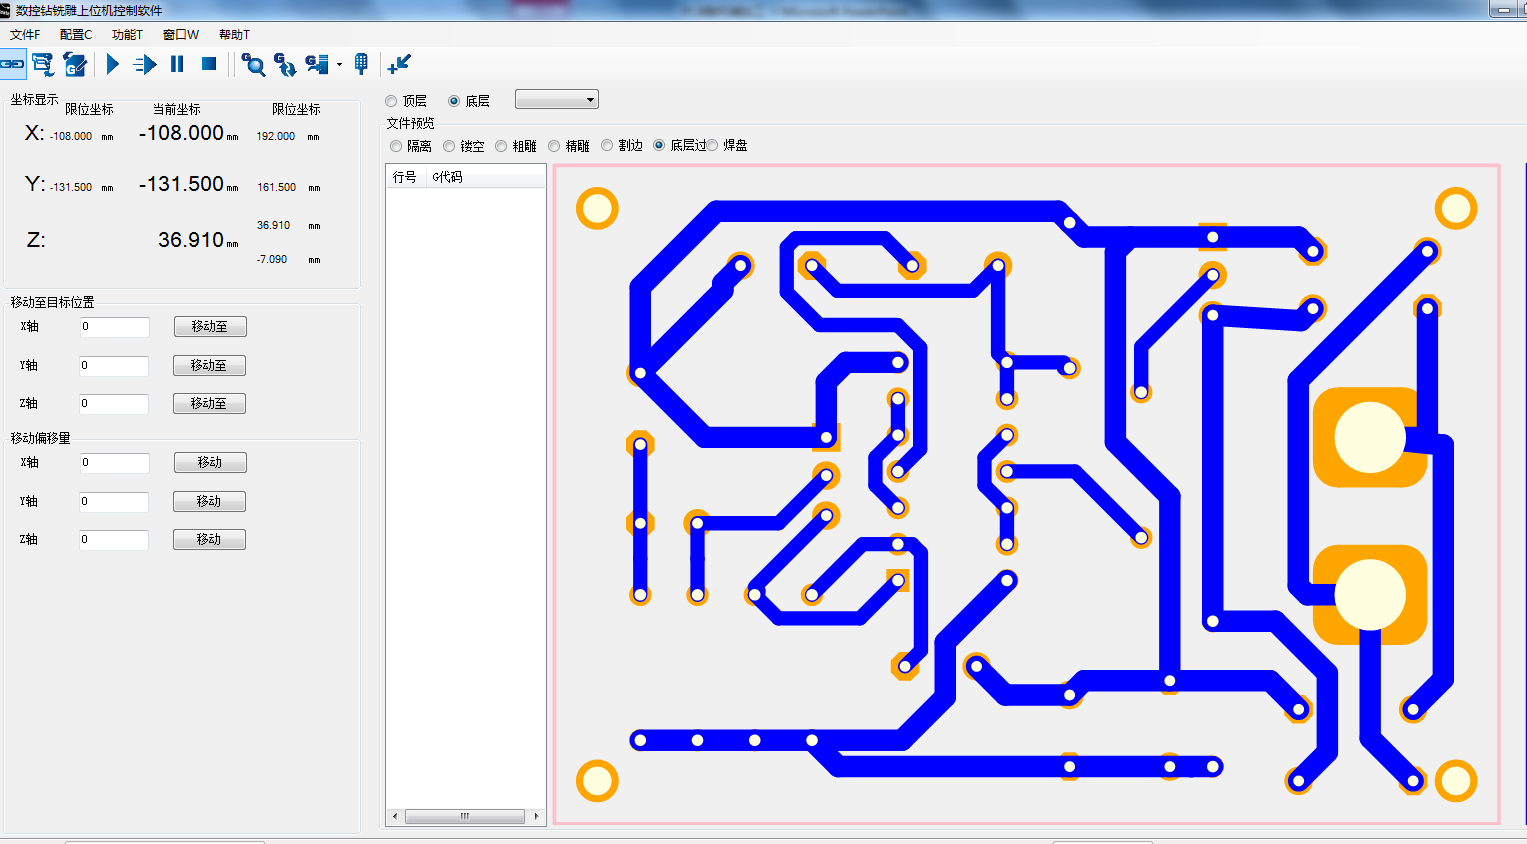 数控钻铣雕上位机控制软件
文件F 配置C 功能T 窗口W 帮助T
坐标显示
限位坐标 当前坐标 限位坐标
X: -108.000 mm -108.000 mm 192.000 mm
Y: -131.500 mm -131.500 mm 161.500 mm
Z: 36.910 mm 36.910 mm
-7.090 mm
移动至目标位置
X轴 0 移动至
Y轴 0 移动至
Z轴 0 移动至
移动偏移量
X轴 0 移动
Y轴 0 移动
Z轴 0 移动
顶层 底层
文件预览
隔离 镂空 粗雕 精雕 割边 底层过 焊盘
行号 G代码